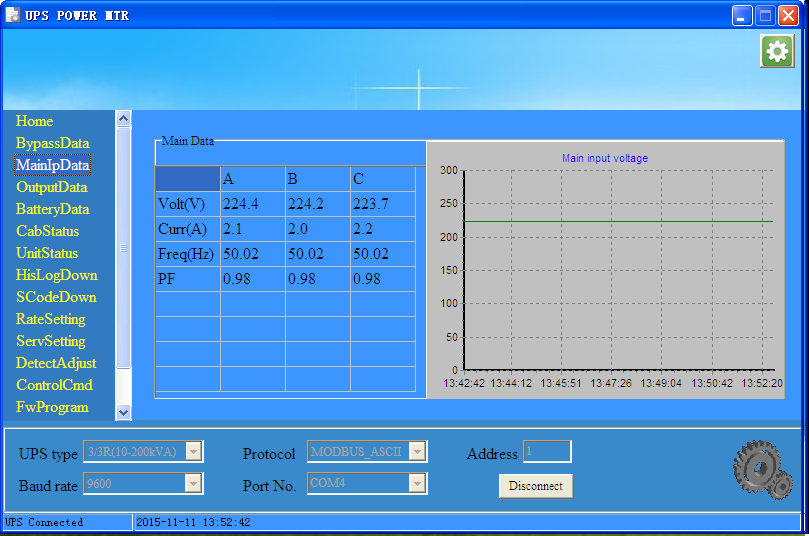 UPS POWER MTR
Home
BypassData
MainIpData
OutputData
BatteryData
CabStatus
UnitStatus
HisLogDown
SCodeDown
RateSetting
ServSetting
DetectAdjust
ControlCmd
FwProgram
Main Data
A B C
Volt(V) 224.4 224.2 223.7
Curr(A) 2.1 2.0 2.2
Freq(Hz) 50.02 50.02 50.02
PF 0.98 0.98 0.98
Main input voltage
300
250
200
150
100
50
0
13:42:42 13:44:12 13:45:51 13:47:26 13:49:04 13:50:42 13:52:20
UPS type 3/3R(10-200kVA) Protocol MODBUS_ASCII Address 1
Baud rate 9600 Port No. COM4 Disconnect
UPS Connected 2015-11-11 13:52:42